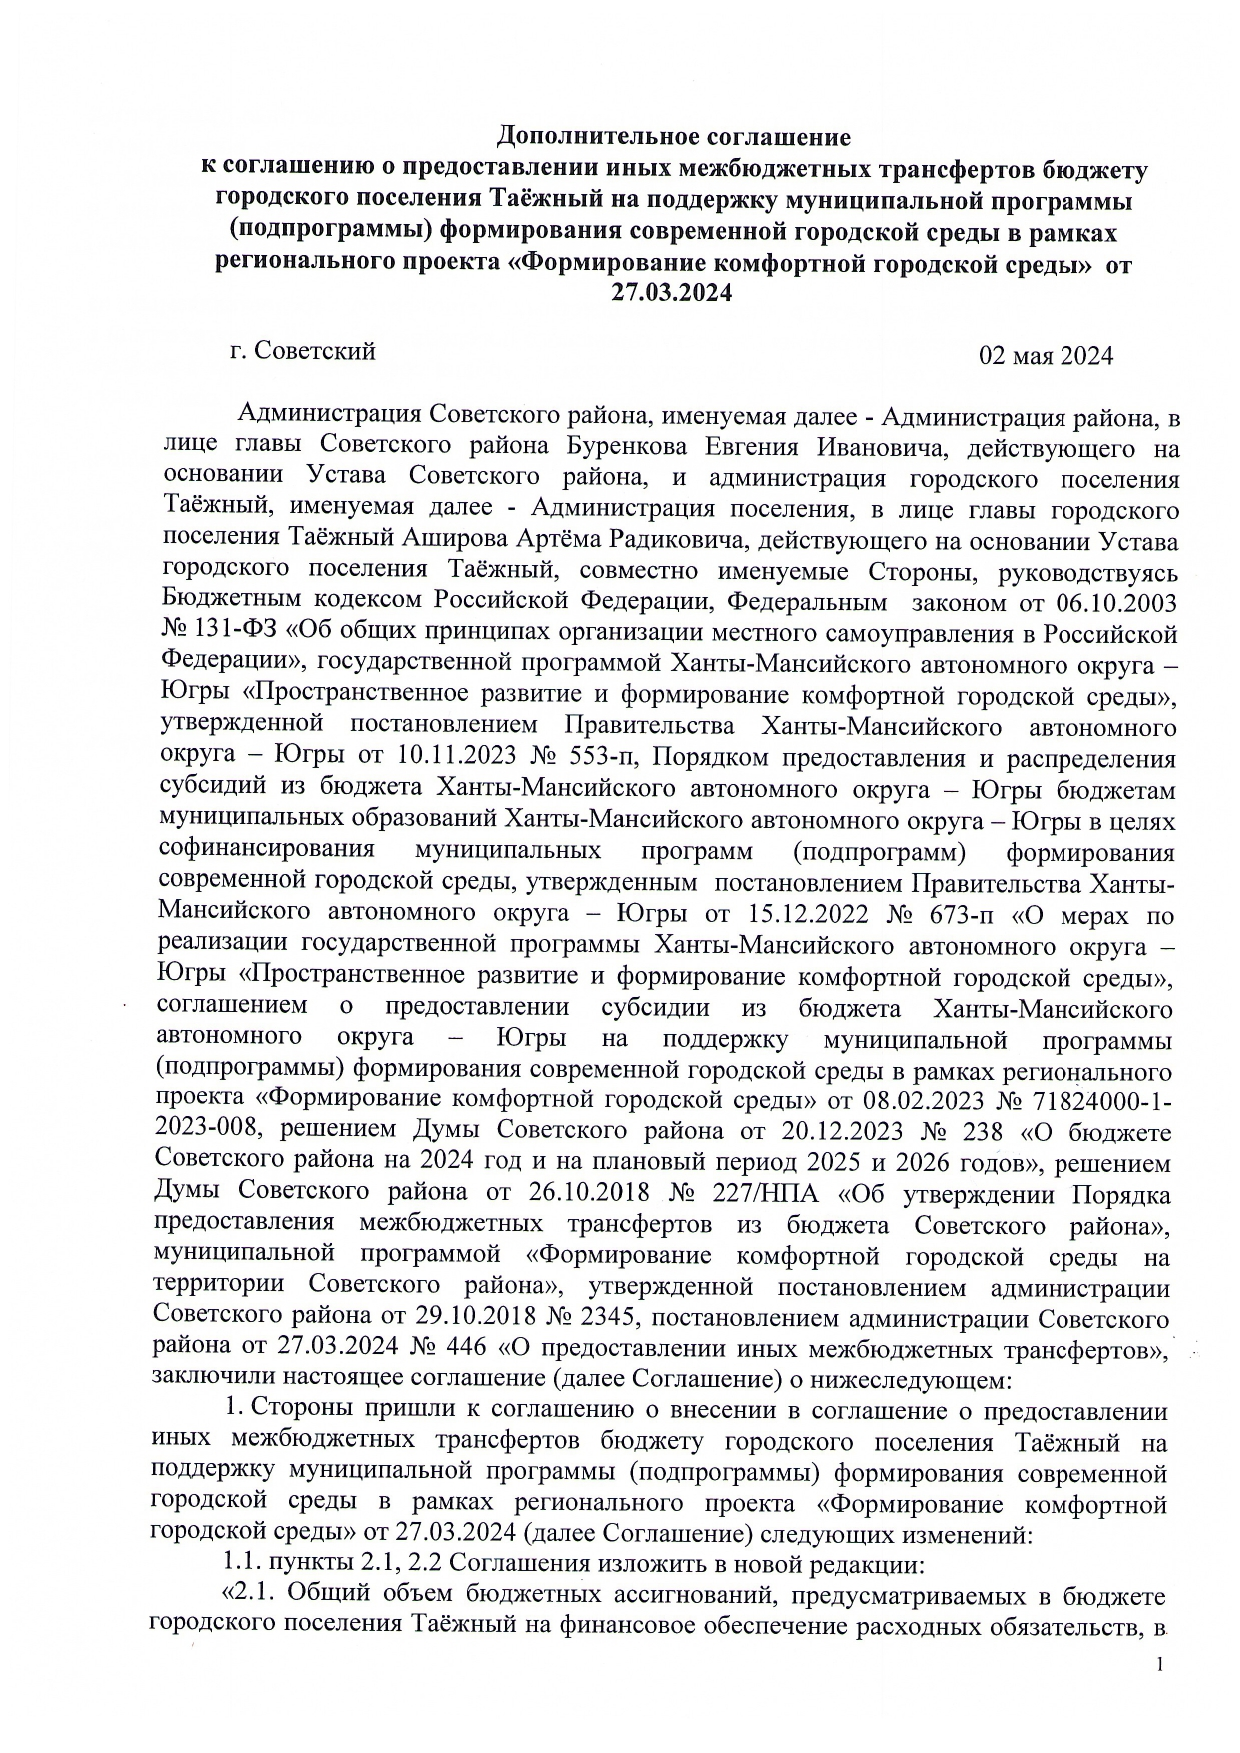 Дополнительное соглашение
к соглашению о предоставлении иных межбюджетных трансфертов бюджету
городского поселения Таёжный на поддержку муниципальной программы
(подпрограммы) формирования современной городской среды в рамках
регионального проекта «Формирование комфортной городской среды» от
27.03.2024
г. Советский 02 мая 2024
Администрация Советского района, именуемая далее - Администрация района, в
лице главы Советского района Буренкова Евгения Ивановича, действующего на
основании Устава Советского района, и администрация городского поселения
Таёжный, именуемая далее - Администрация поселения, в лице главы городского
поселения Таёжный Аширова Артёма Радиковича, действующего на основании Устава
городского поселения Таёжный, совместно именуемые Стороны, руководствуясь
Бюджетным кодексом Российской Федерации, Федеральным законом от 06.10.2003
№ 131-ФЗ «Об общих принципах организации местного самоуправления в Российской
Федерации», государственной программой Ханты-Мансийского автономного округа –
Югры «Пространственное развитие и формирование комфортной городской среды»,
утвержденной постановлением Правительства Ханты-Мансийского автономного
округа – Югры от 10.11.2023 № 553-п, Порядком предоставления и распределения
субсидий из бюджета Ханты-Мансийского автономного округа – Югры бюджетам
муниципальных образований Ханты-Мансийского автономного округа – Югры в целях
софинансирования муниципальных программ (подпрограмм) формирования
современной городской среды, утвержденным постановлением Правительства Ханты-
Мансийского автономного округа – Югры от 15.12.2022 № 673-п «О мерах по
реализации государственной программы Ханты-Мансийского автономного округа –
Югры «Пространственное развитие и формирование комфортной городской среды»,
соглашением о предоставлении субсидии из бюджета Ханты-Мансийского
автономного округа – Югры на поддержку муниципальной программы
(подпрограммы) формирования современной городской среды в рамках регионального
проекта «Формирование комфортной городской среды» от 08.02.2023 № 71824000-1-
2023-008, решением Думы Советского района от 20.12.2023 № 238 «О бюджете
Советского района на 2024 год и на плановый период 2025 и 2026 годов», решением
Думы Советского района от 26.10.2018 № 227/НПА «Об утверждении Порядка
предоставления межбюджетных трансфертов из бюджета Советского района»,
муниципальной программой «Формирование комфортной городской среды на
территории Советского района», утвержденной постановлением администрации
Советского района от 29.10.2018 № 2345, постановлением администрации Советского
района от 27.03.2024 № 446 «О предоставлении иных межбюджетных трансфертов»,
заключили настоящее соглашение (далее Соглашение) о нижеследующем:
1. Стороны пришли к соглашению о внесении в соглашение о предоставлении
иных межбюджетных трансфертов бюджету городского поселения Таёжный на
поддержку муниципальной программы (подпрограммы) формирования современной
городской среды в рамках регионального проекта «Формирование комфортной
городской среды» от 27.03.2024 (далее Соглашение) следующих изменений:
1.1. пункты 2.1, 2.2 Соглашения изложить в новой редакции:
«2.1. Общий объем бюджетных ассигнований, предусматриваемых в бюджете
городского поселения Таёжный на финансовое обеспечение расходных обязательств, в
1